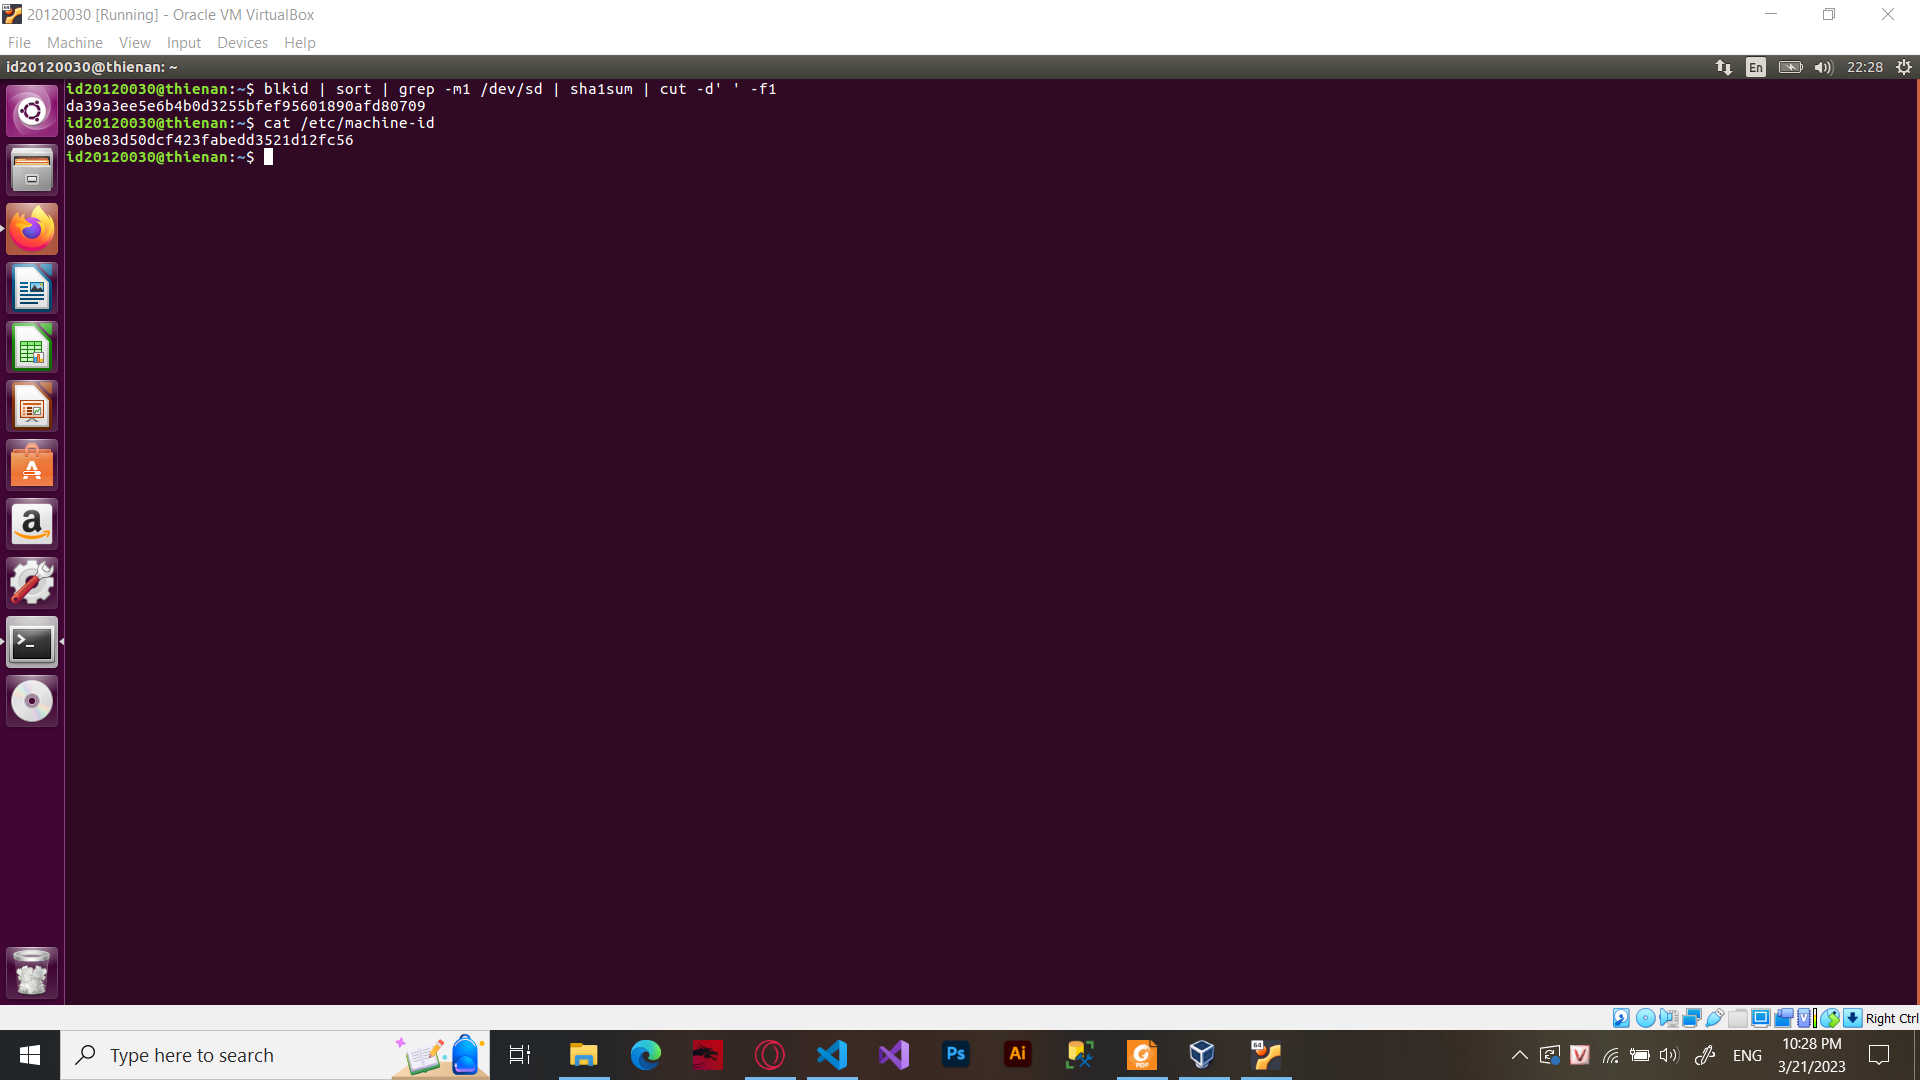 20120030 [Running] - Oracle VM VirtualBox
File Machine View Input Devices Help
id20120030@thienan: ~
En 22:28
id20120030@thienan:~$ blkid | sort | grep -m1 /dev/sd | sha1sum | cut -d' ' -f1
da39a3ee5e6b4b0d3255bfef95601890afd80709
id20120030@thienan:~$ cat /etc/machine-id
80be83d50dcf423fabedd3521d12fc56
id20120030@thienan:~$
Right Ctrl
Type here to search
Ps
Ai
PDF
64
ENG
10:28 PM
3/21/2023